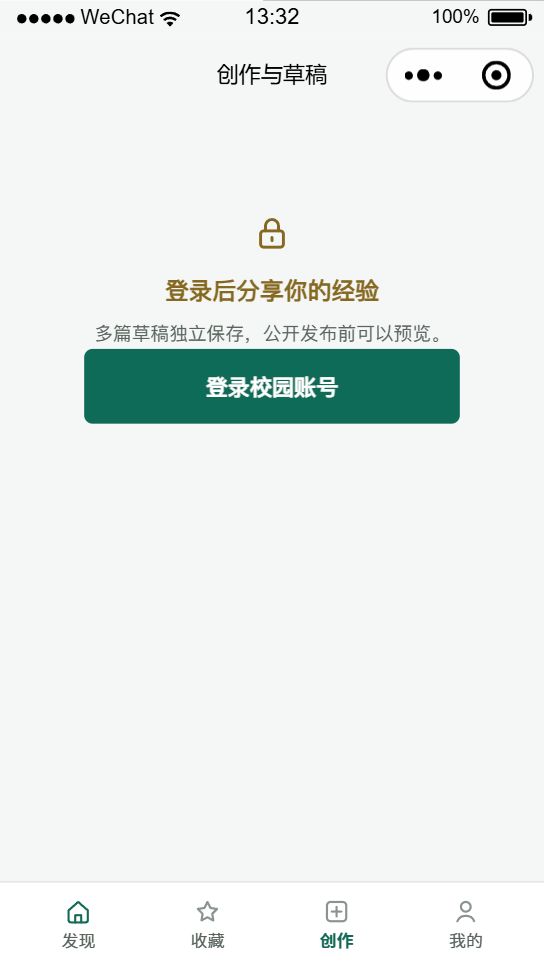 WeChat 13:32 100%
创作与草稿
登录后分享你的经验
多篇草稿独立保存，公开发布前可以预览。
登录校园账号
发现 收藏 创作 我的